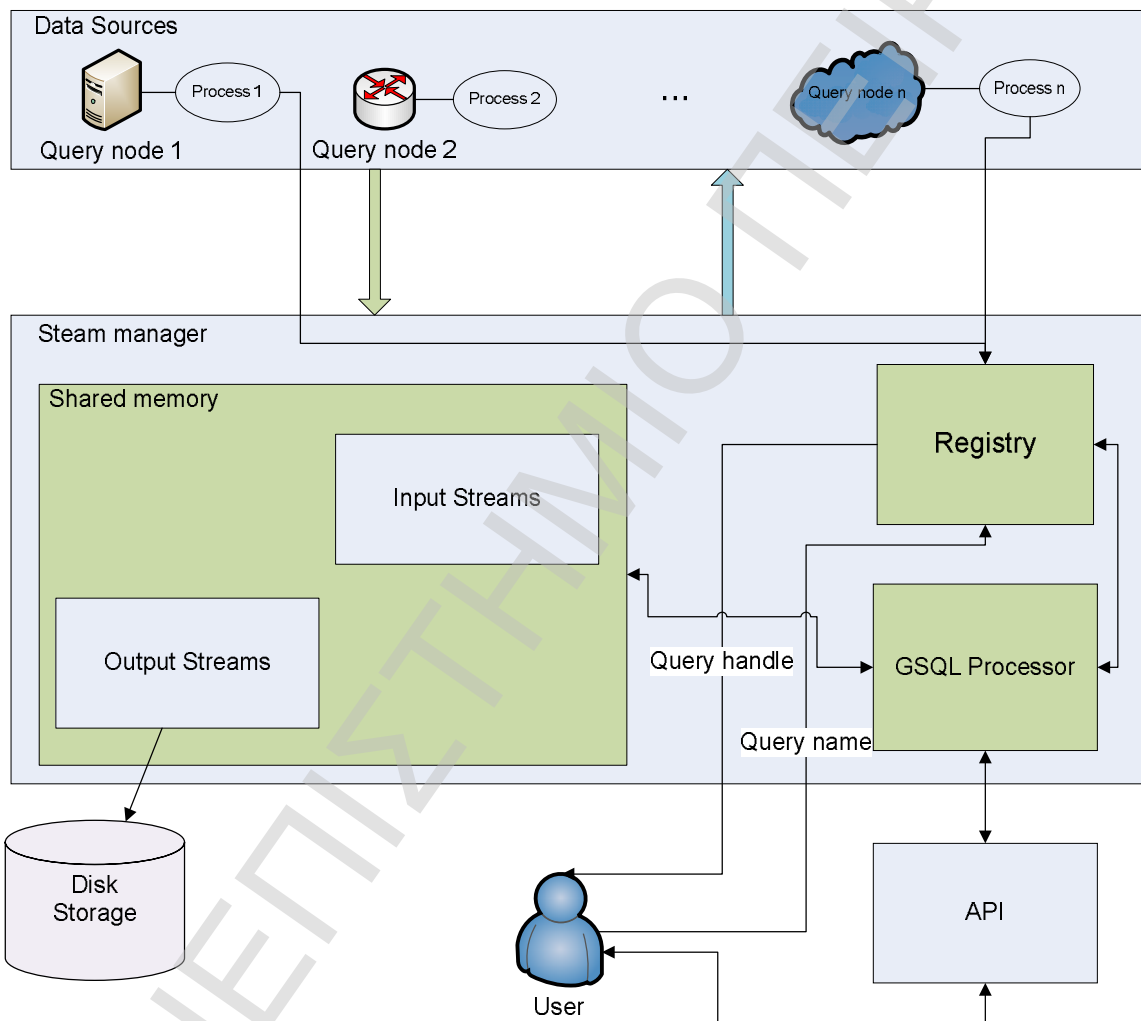 Data Sources
Process 1
Process 2
...
Query node n
Process n
Query node 1
Query node 2
Steam manager
Shared memory
Registry
Input Streams
Output Streams
Query handle
GSQL Processor
Query name
Disk
Storage
API
User